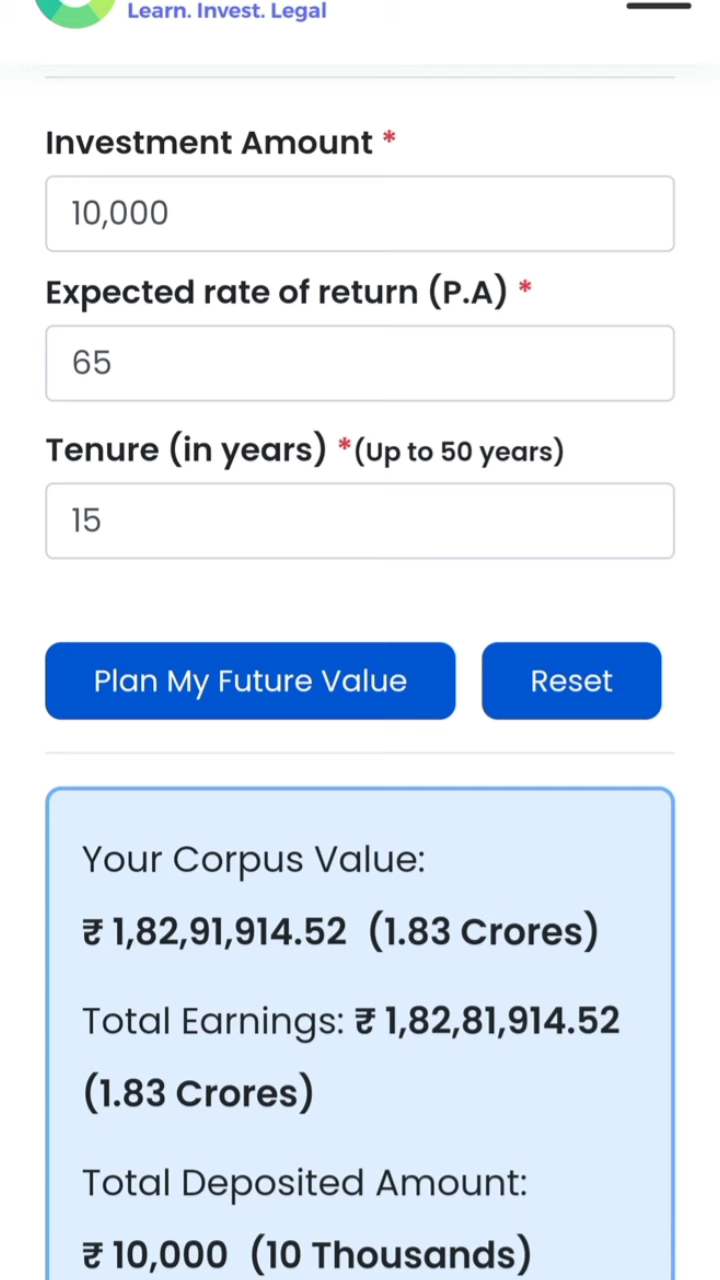 Learn. Invest. Legal
Investment Amount *
10,000
Expected rate of return (P.A) *
65
Tenure (in years) *(Up to 50 years)
15
Plan My Future Value
Reset
Your Corpus Value:
₹ 1,82,91,914.52 (1.83 Crores)
Total Earnings: ₹ 1,82,81,914.52
(1.83 Crores)
Total Deposited Amount:
₹ 10,000 (10 Thousands)